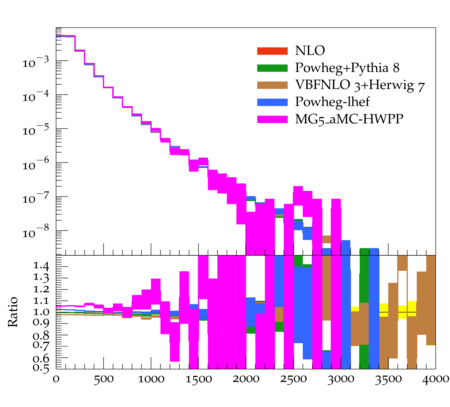 10⁻³
10⁻⁴
10⁻⁵
10⁻⁶
10⁻⁷
10⁻⁸
NLO
Powheg+Pythia 8
VBFNLO 3+Herwig 7
Powheg-lhef
MG5_aMC-HWPP
1.4
1.3
1.2
1.1
1.0
0.9
0.8
0.7
0.6
0.5
Ratio
0 500 1000 1500 2000 2500 3000 3500 4000